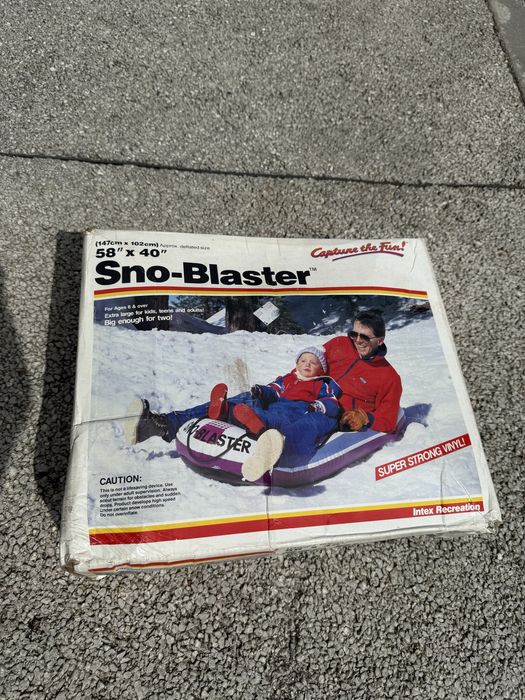 (147cm x 102cm) Approx. deflated size
58" x 40"
Capture the Fun!
Sno-Blaster™
For Ages 6 & over
Extra large for kids, teens and adults!
Big enough for two!
BLASTER
SUPER STRONG VINYL!
CAUTION:
This is not a lifesaving device. Use
only under adult supervision. Always
scout terrain for obstacles and sudden
drops. Product develops high speed
under certain snow conditions.
Do not overinflate.
Intex Recreation